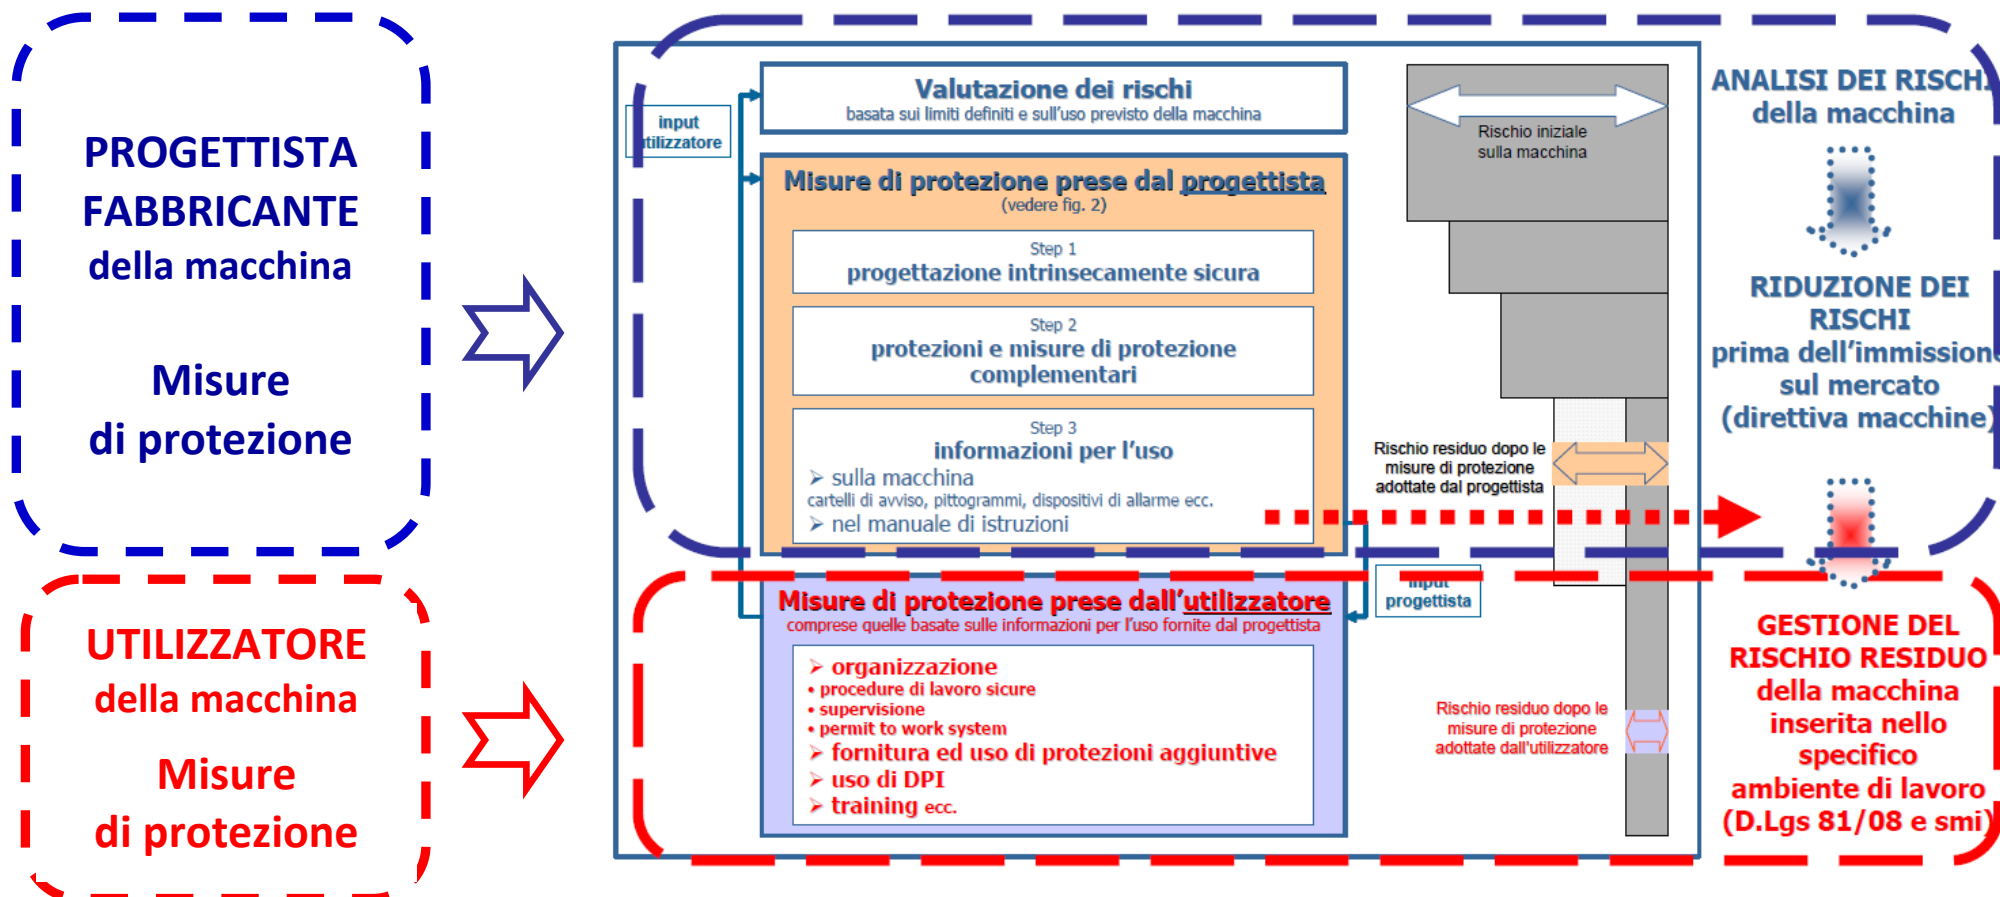 PROGETTISTA
FABBRICANTE
della macchina
Misure
di protezione
UTILIZZATORE
della macchina
Misure
di protezione
input
utilizzatore
Valutazione dei rischi
basata sui limiti definiti e sull'uso previsto della macchina
Misure di protezione prese dal progettista
(vedere fig. 2)
Step 1
progettazione intrinsecamente sicura
Step 2
protezioni e misure di protezione
complementari
Step 3
informazioni per l'uso
➢ sulla macchina
cartelli di avviso, pittogrammi, dispositivi di allarme ecc.
➢ nel manuale di istruzioni
input
progettista
Misure di protezione prese dall'utilizzatore
comprese quelle basate sulle informazioni per l'uso fornite dal progettista
➢ organizzazione
• procedure di lavoro sicure
• supervisione
• permit to work system
➢ fornitura ed uso di protezioni aggiuntive
➢ uso di DPI
➢ training ecc.
Rischio iniziale
sulla macchina
Rischio residuo dopo le
misure di protezione
adottate dal progettista
Rischio residuo dopo le
misure di protezione
adottate dall'utilizzatore
ANALISI DEI RISCHI
della macchina
RIDUZIONE DEI
RISCHI
prima dell'immissione
sul mercato
(direttiva macchine)
GESTIONE DEL
RISCHIO RESIDUO
della macchina
inserita nello
specifico
ambiente di lavoro
(D.Lgs 81/08 e smi)